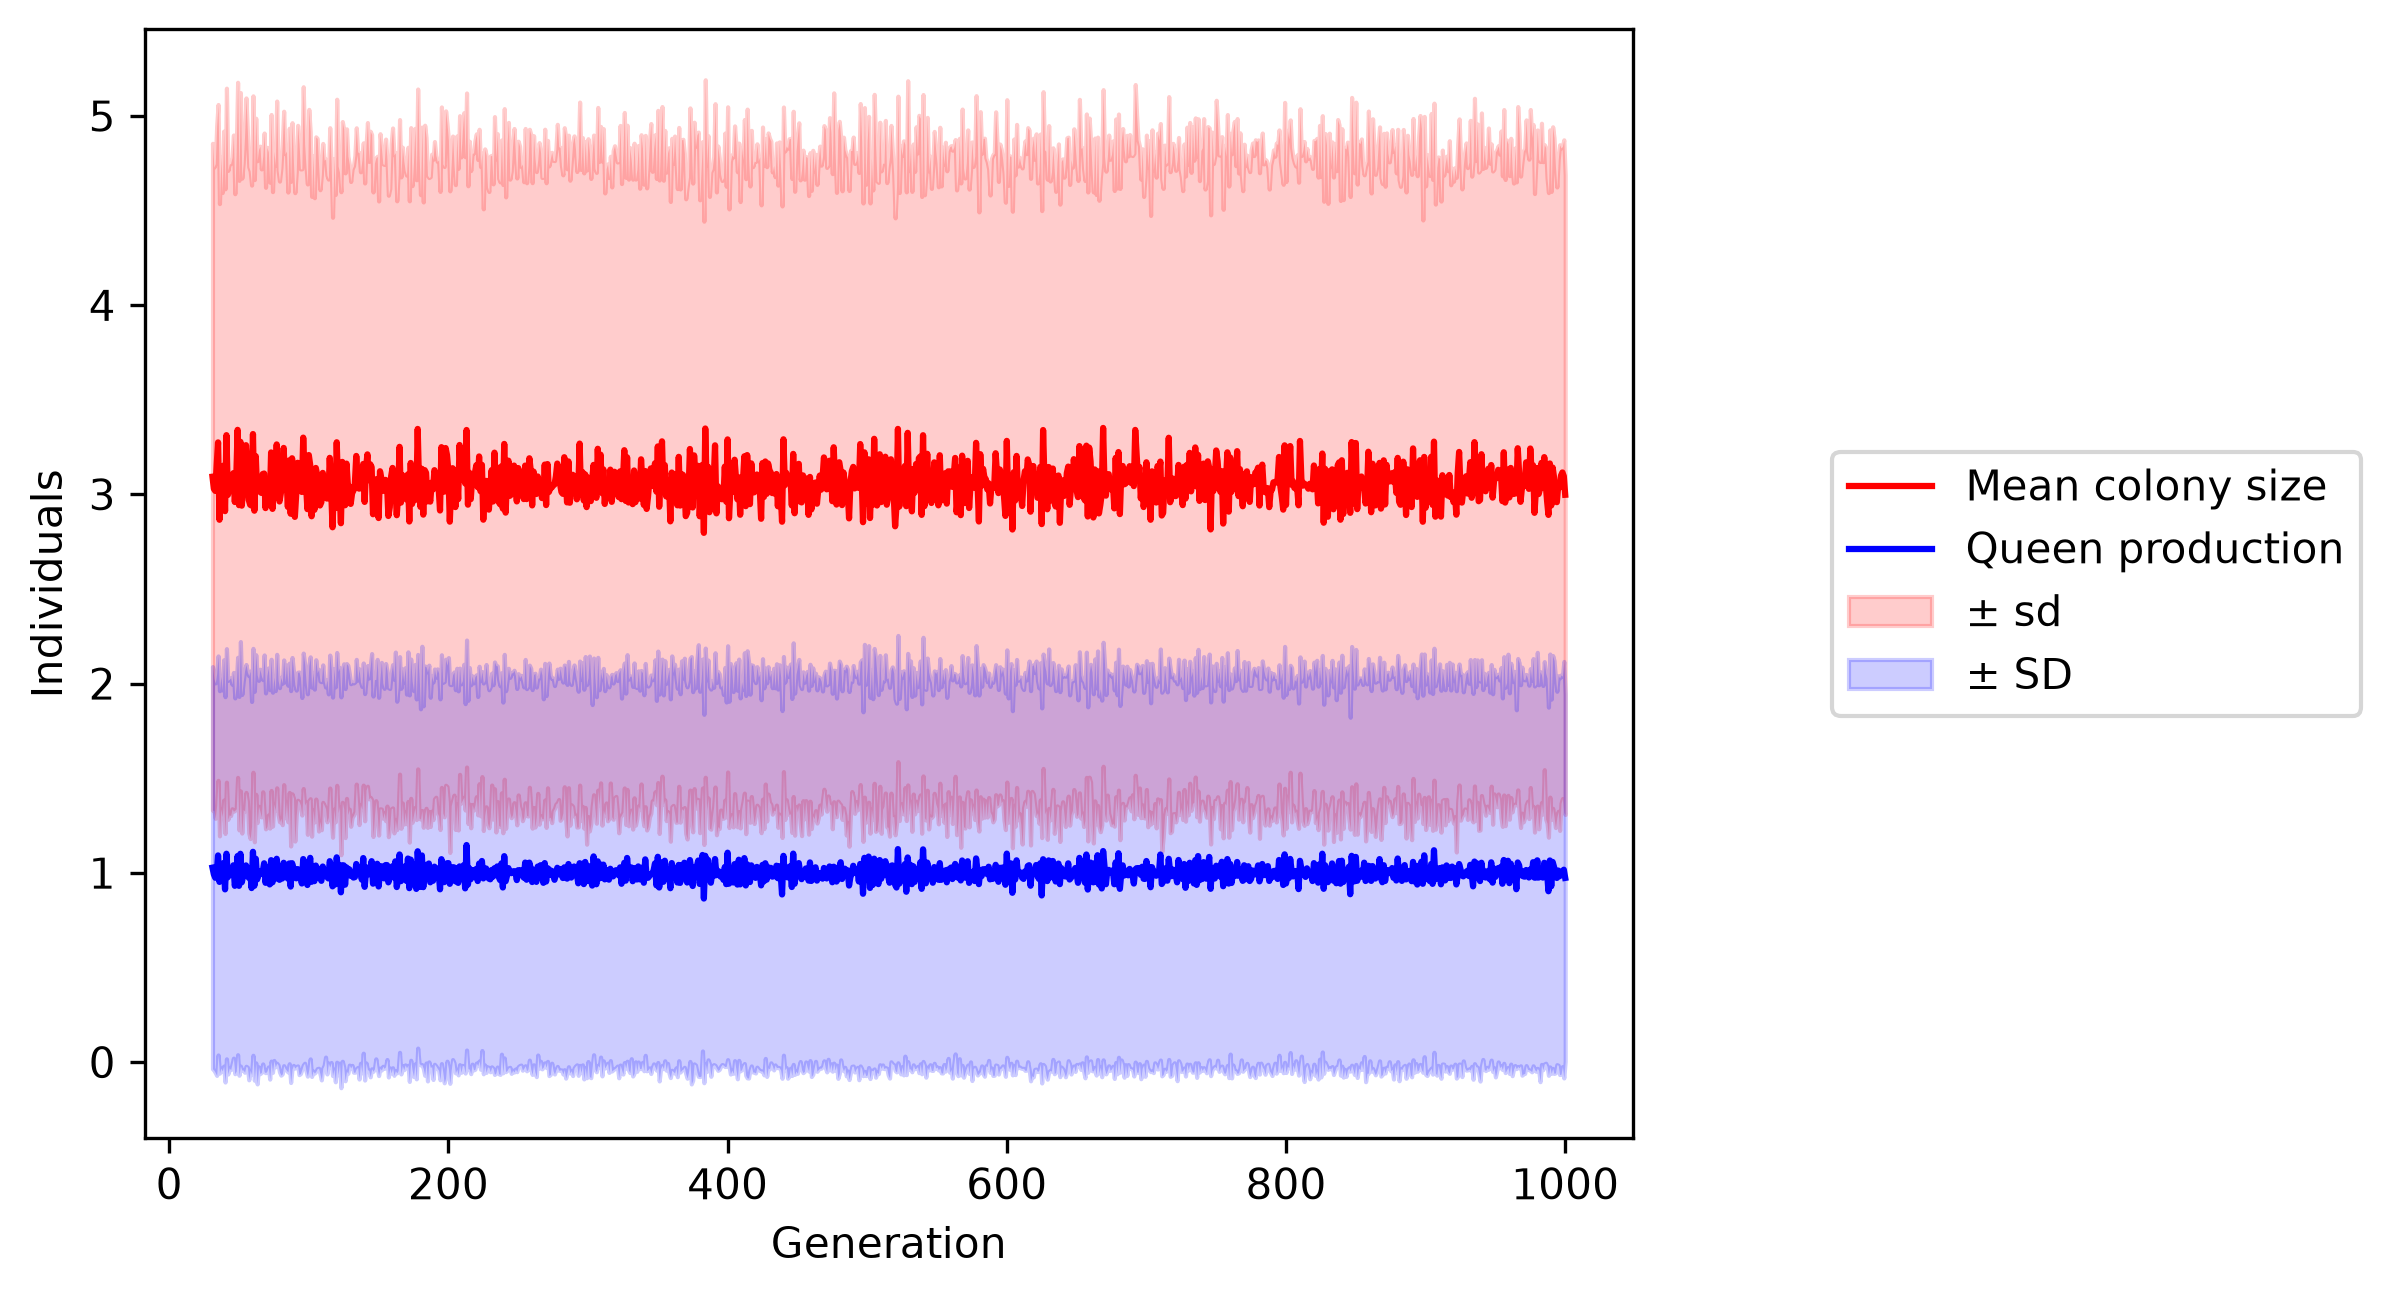 5
4
3
2
1
0
Individuals
0 200 400 600 800 1000
Generation
Mean colony size
Queen production
± sd
± SD